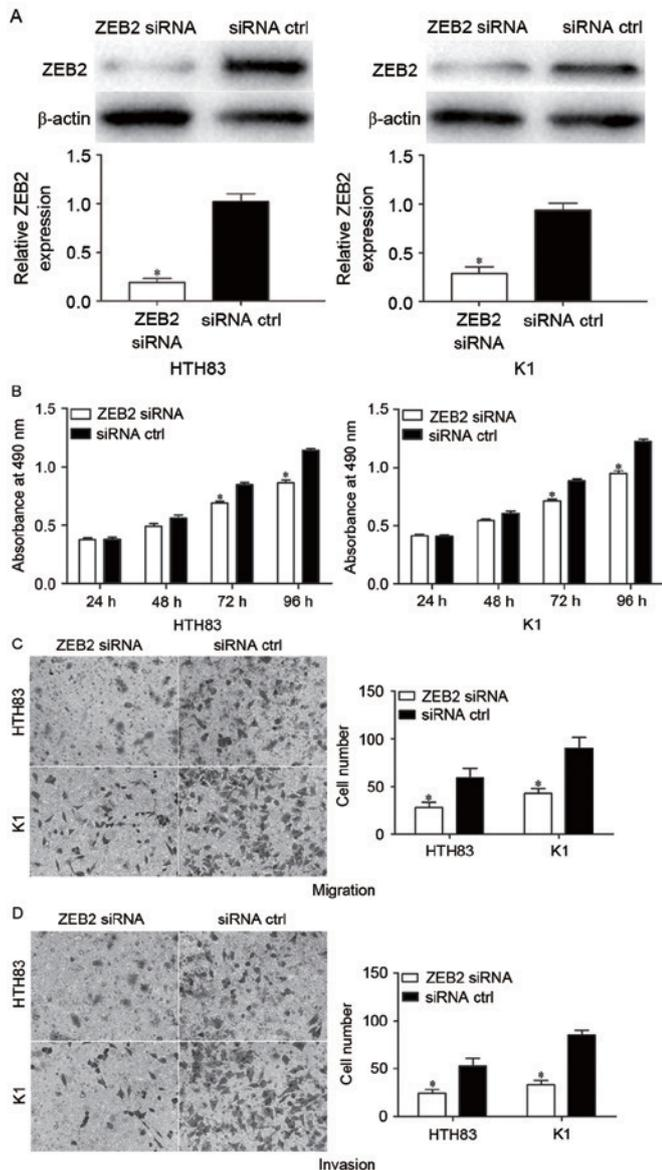 A
ZEB2 siRNA siRNA ctrl ZEB2 siRNA siRNA ctrl
ZEB2 ZEB2
β-actin β-actin
Relative ZEB2 expression
1.5
1.0
0.5
0.0
*
ZEB2 siRNA
siRNA ctrl
HTH83
Relative ZEB2 expression
1.5
1.0
0.5
0.0
*
ZEB2 siRNA
siRNA ctrl
K1
B
Absorbance at 490 nm
1.5
1.0
0.5
0.0
ZEB2 siRNA
siRNA ctrl
* *
24 h 48 h 72 h 96 h
HTH83
Absorbance at 490 nm
1.5
1.0
0.5
0.0
ZEB2 siRNA
siRNA ctrl
* *
24 h 48 h 72 h 96 h
K1
C
ZEB2 siRNA siRNA ctrl
HTH83
K1
Cell number
150
100
50
0
ZEB2 siRNA
siRNA ctrl
* *
HTH83 K1
Migration
D
ZEB2 siRNA siRNA ctrl
HTH83
K1
Cell number
150
100
50
0
ZEB2 siRNA
siRNA ctrl
* *
HTH83 K1
Invasion